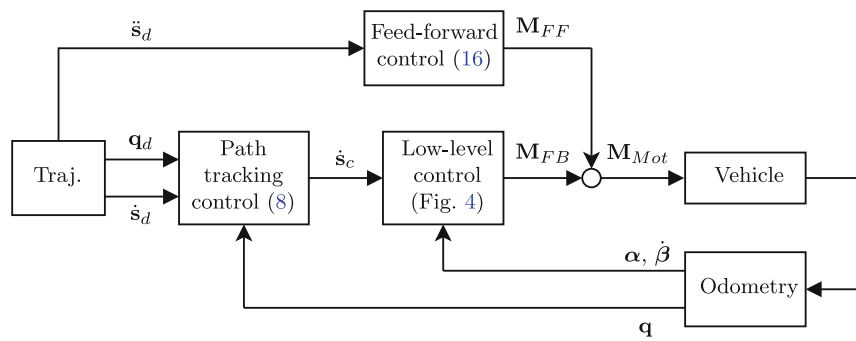 s̈_d
Feed-forward
control (16)
M_FF
q_d
Traj.
ṡ_d
Path
tracking
control (8)
ṡ_c
Low-level
control
(Fig. 4)
M_FB
M_Mot
Vehicle
α, β̇
Odometry
q